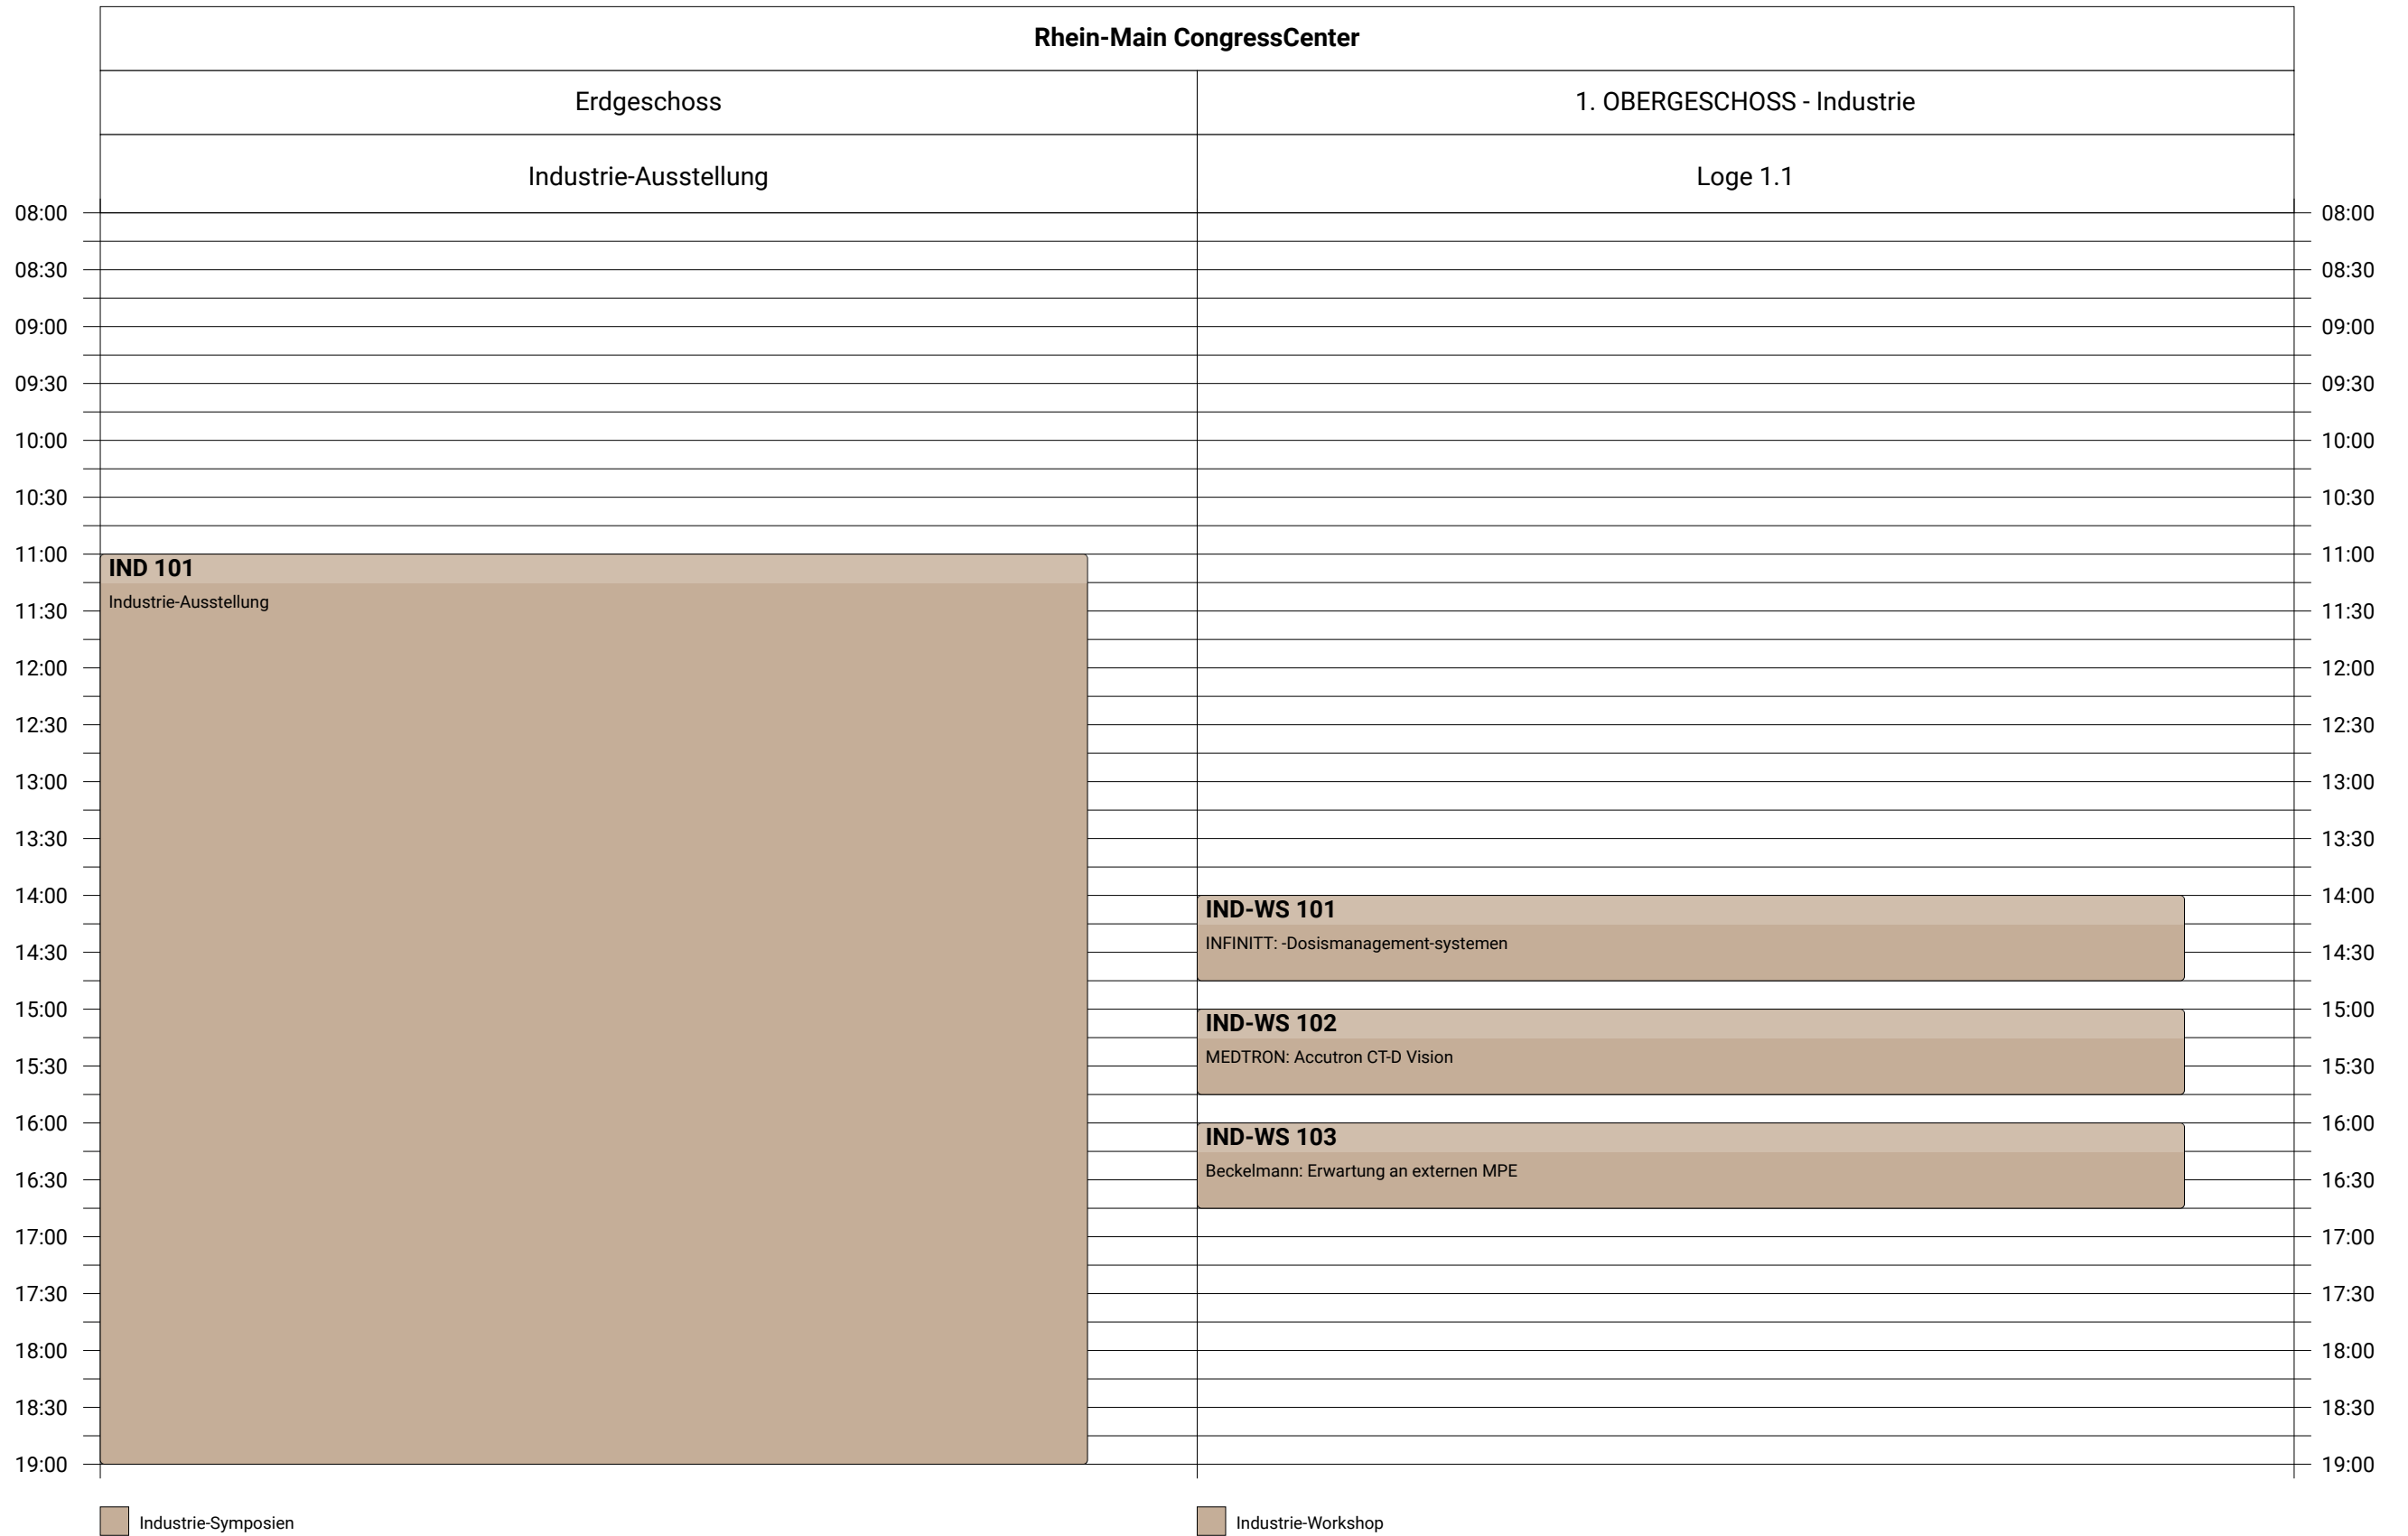 Rhein-Main CongressCenter
Erdgeschoss 1. OBERGESCHOSS - Industrie
Industrie-Ausstellung Loge 1.1
08:00 08:00
08:30 08:30
09:00 09:00
09:30 09:30
10:00 10:00
10:30 10:30
11:00 11:00
IND 101
Industrie-Ausstellung
11:30 11:30
12:00 12:00
12:30 12:30
13:00 13:00
13:30 13:30
14:00 14:00
IND-WS 101
INFINITT: -Dosismanagement-systemen
14:30 14:30
15:00 15:00
IND-WS 102
MEDTRON: Accutron CT-D Vision
15:30 15:30
16:00 16:00
IND-WS 103
Beckelmann: Erwartung an externen MPE
16:30 16:30
17:00 17:00
17:30 17:30
18:00 18:00
18:30 18:30
19:00 19:00
Industrie-Symposien Industrie-Workshop